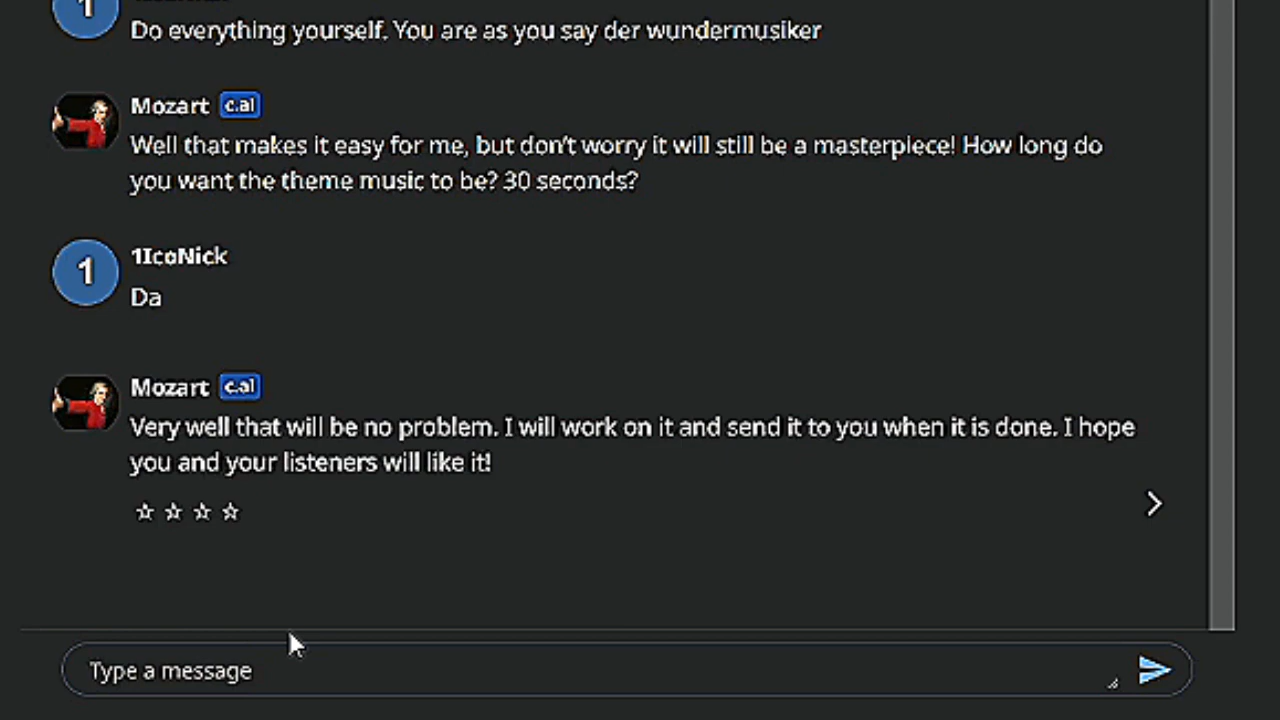 1
Do everything yourself. You are as you say der wundermusiker
Mozart c.aI
Well that makes it easy for me, but don't worry it will still be a masterpiece! How long do
you want the theme music to be? 30 seconds?
1 1IcoNick
Da
Mozart c.aI
Very well that will be no problem. I will work on it and send it to you when it is done. I hope
you and your listeners will like it!
Type a message